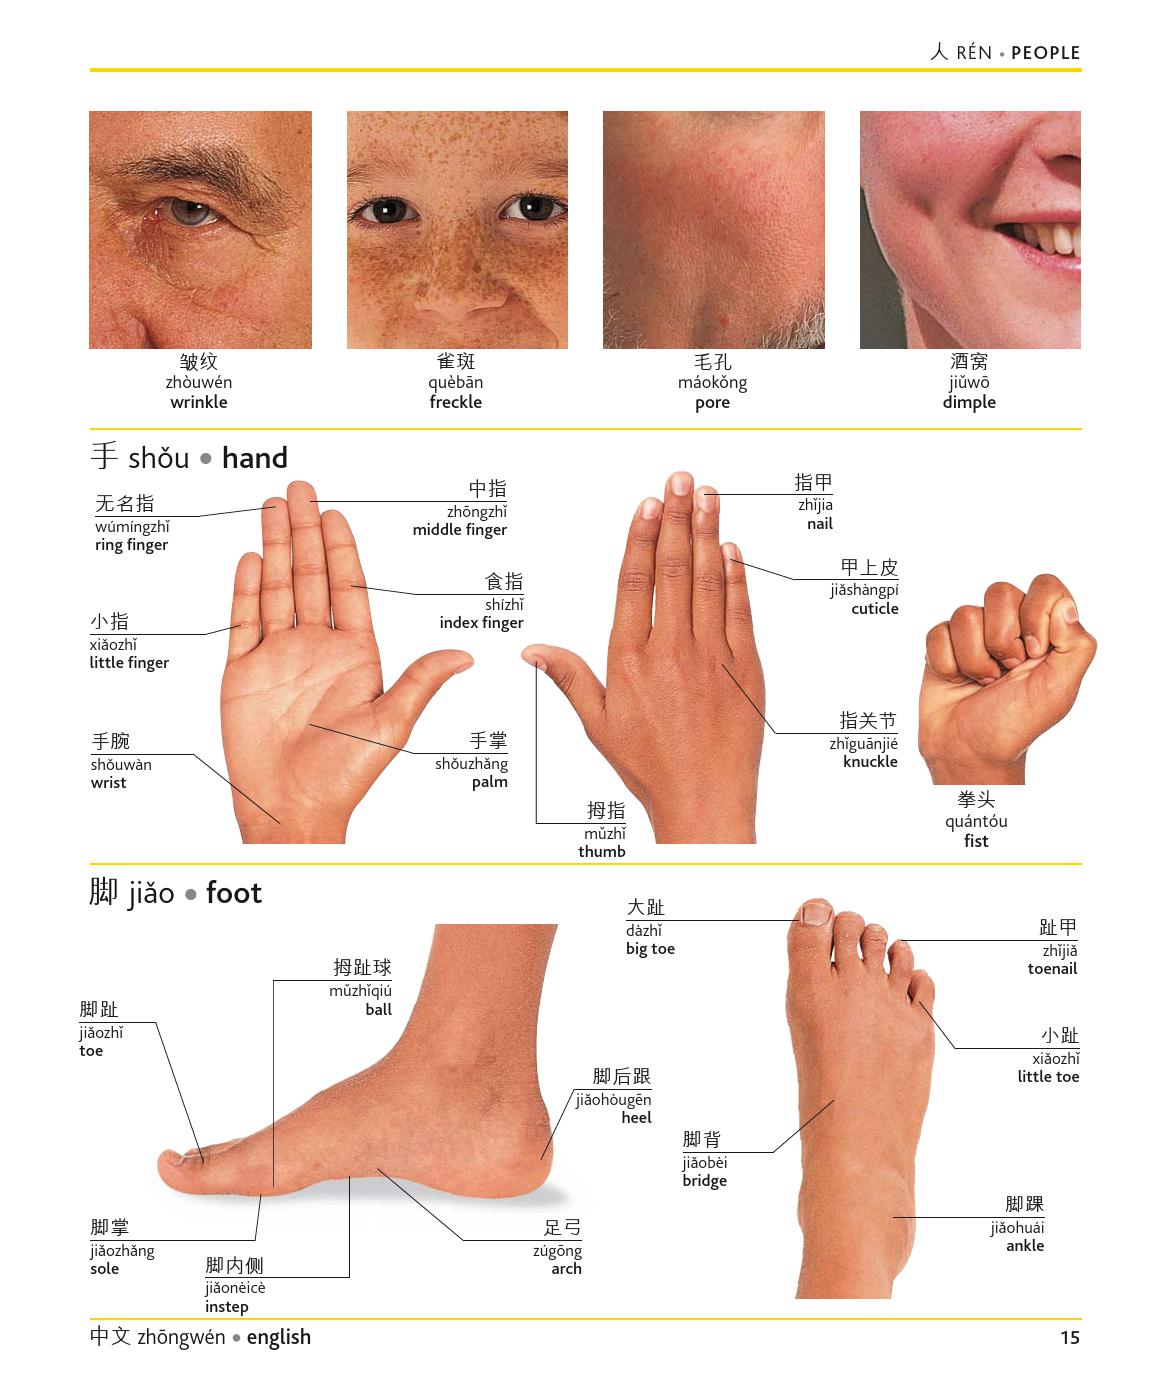 人 RÉN • PEOPLE
皱纹
zhòuwén
wrinkle
雀斑
quèbān
freckle
毛孔
máokǒng
pore
酒窝
jiǔwō
dimple
手 shǒu • hand
无名指
wúmíngzhǐ
ring finger
中指
zhōngzhǐ
middle finger
食指
shízhǐ
index finger
小指
xiǎozhǐ
little finger
手腕
shǒuwàn
wrist
手掌
shǒuzhǎng
palm
指甲
zhǐjia
nail
甲上皮
jiǎshàngpí
cuticle
指关节
zhǐguānjié
knuckle
拇指
mǔzhǐ
thumb
拳头
quántóu
fist
脚 jiǎo • foot
脚趾
jiǎozhǐ
toe
拇趾球
mǔzhǐqiú
ball
脚后跟
jiǎohòugēn
heel
脚掌
jiǎozhǎng
sole
脚内侧
jiǎonèicè
instep
足弓
zúgōng
arch
大趾
dàzhǐ
big toe
趾甲
zhǐjiǎ
toenail
小趾
xiǎozhǐ
little toe
脚背
jiǎobèi
bridge
脚踝
jiǎohuái
ankle
中文 zhōngwén • english
15